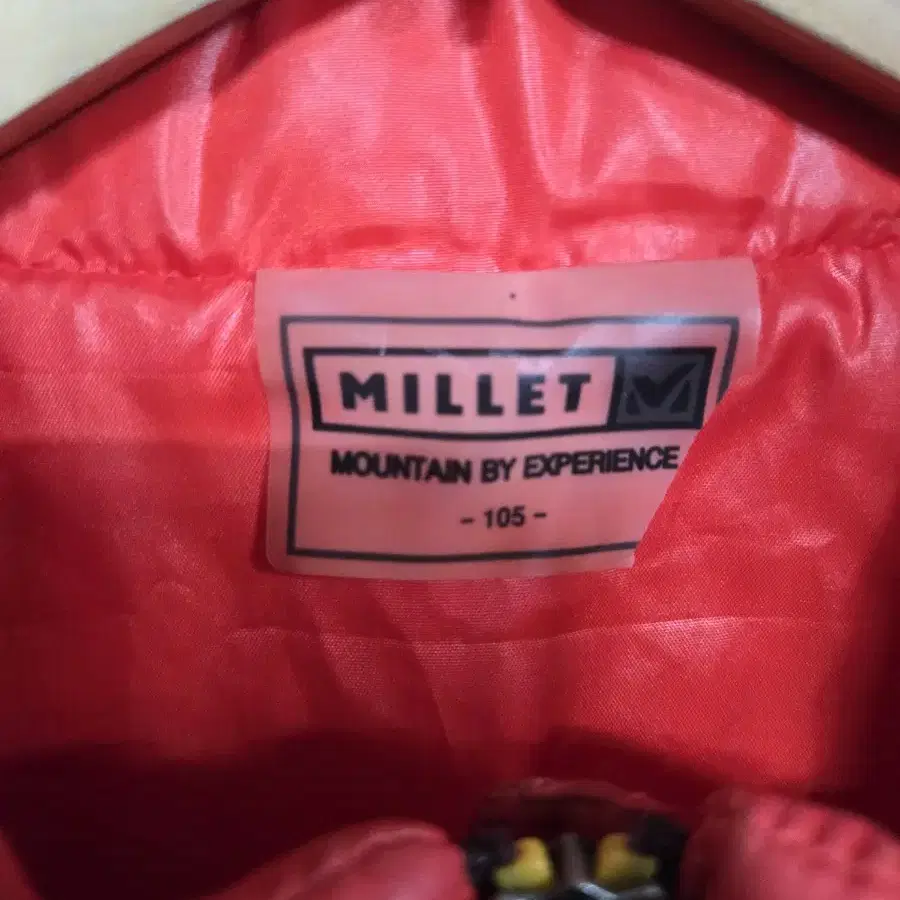 MILLET
MOUNTAIN BY EXPERIENCE
- 105 -